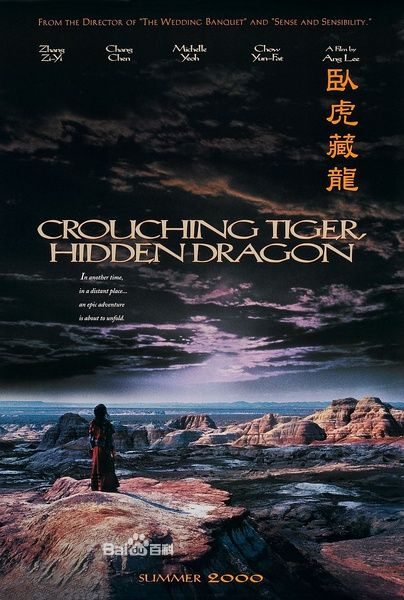 FROM THE DIRECTOR OF "THE WEDDING BANQUET" AND "SENSE AND SENSIBILITY."
Zhang Zi-Yi
Chang Chen
Michelle Yeoh
Chow Yun-Fat
A Film by Ang Lee
臥虎藏龍
CROUCHING TIGER,
HIDDEN DRAGON
In another time,
in a distant place...
an epic adventure
is about to unfold.
Baidu百科
SUMMER 2000